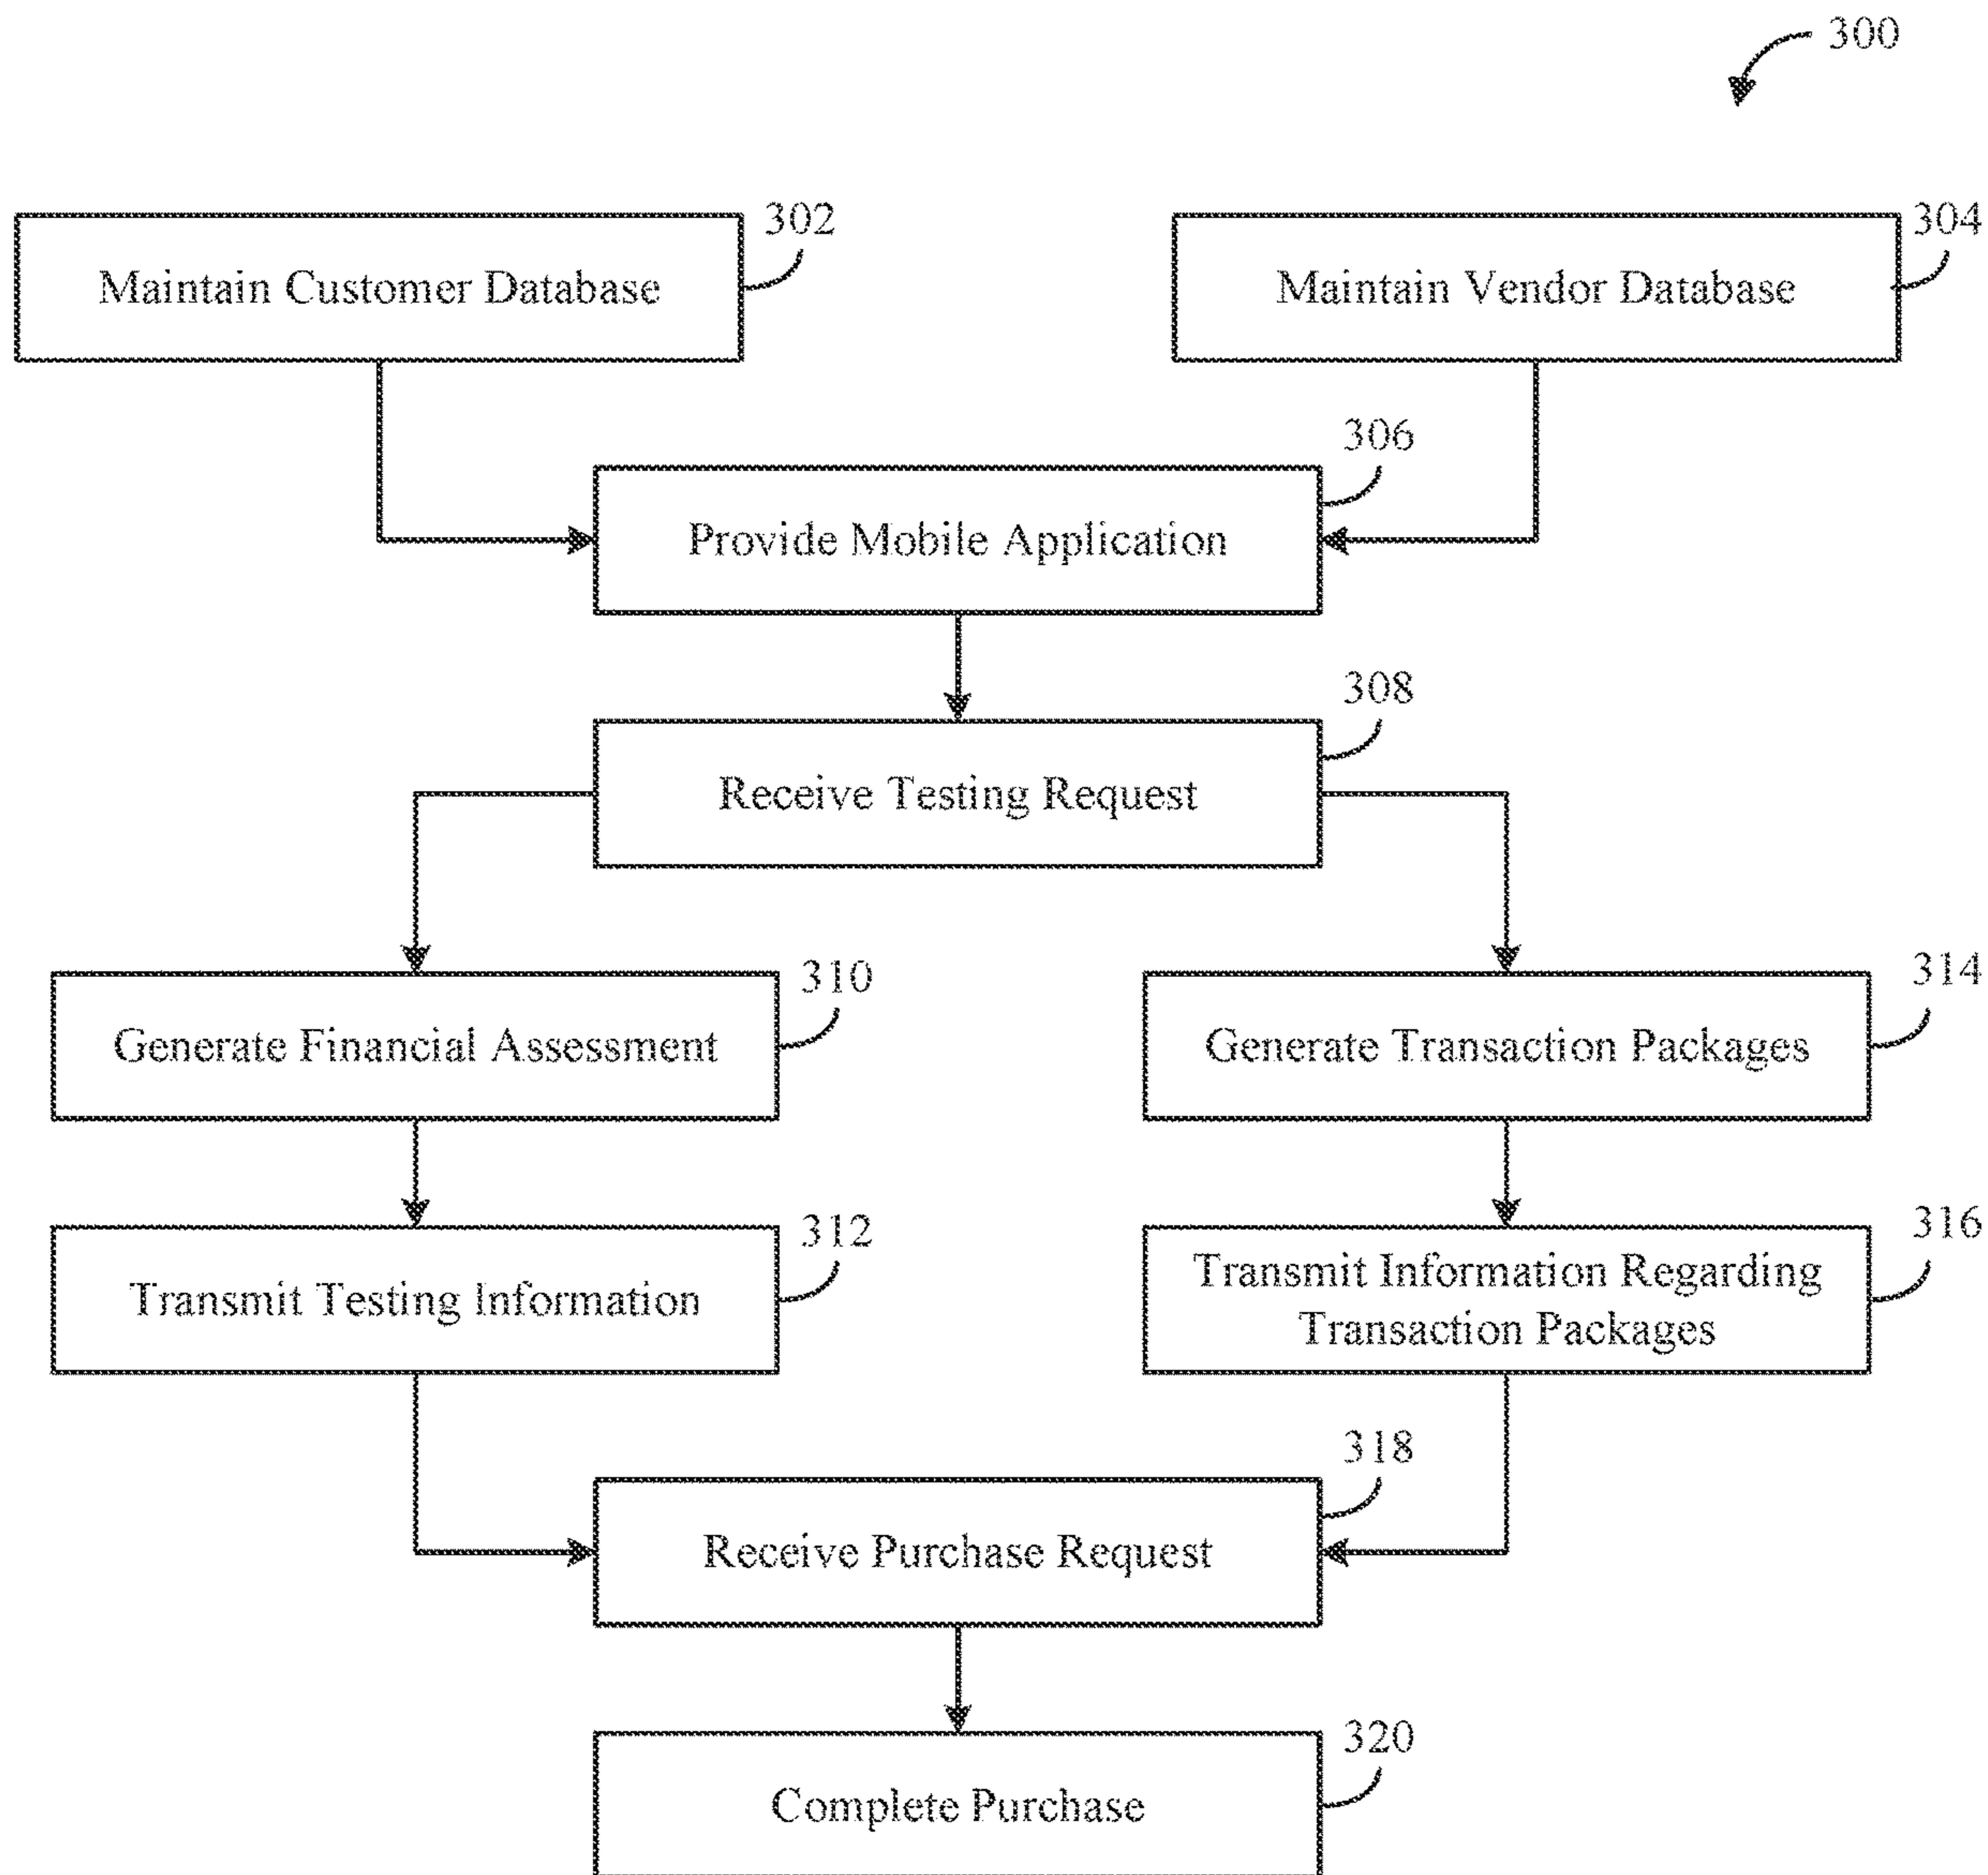 300
302
Maintain Customer Database
304
Maintain Vendor Database
306
Provide Mobile Application
308
Receive Testing Request
310
Generate Financial Assessment
314
Generate Transaction Packages
312
Transmit Testing Information
316
Transmit Information Regarding
Transaction Packages
318
Receive Purchase Request
320
Complete Purchase